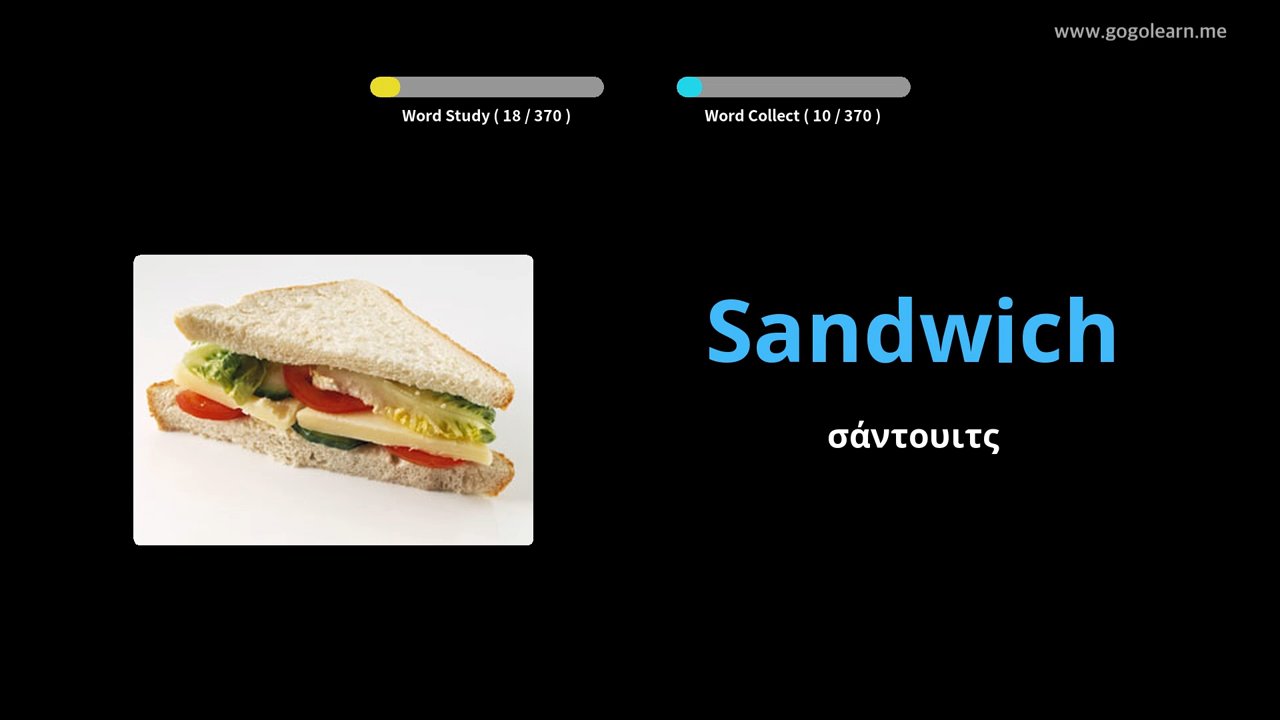 www.gogolearn.me
Word Study ( 18 / 370 )
Word Collect ( 10 / 370 )
Sandwich
σάντουιτς